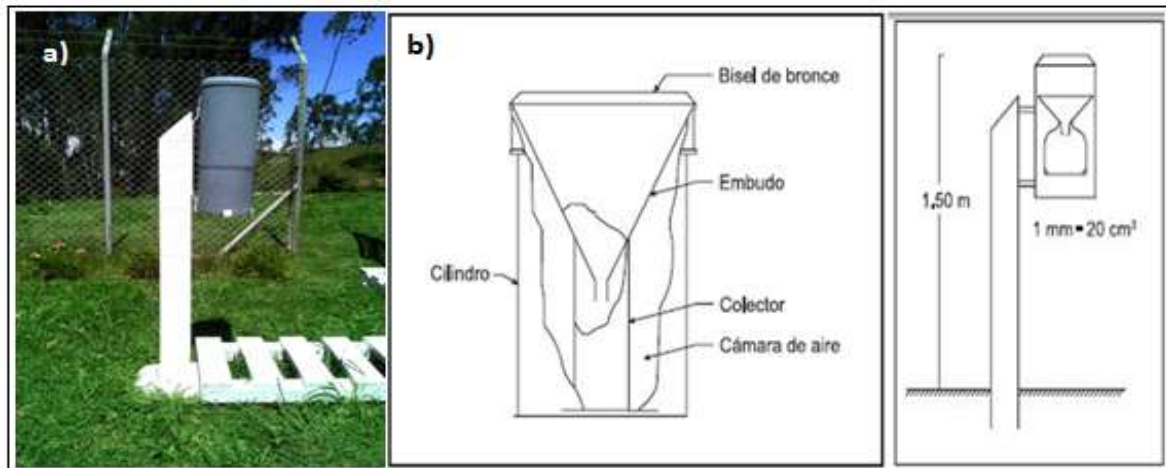 a)
b)
Bisel de bronce
Embudo
Cilindro
Colector
Cámara de aire
1,50 m
1 mm = 20 cm³